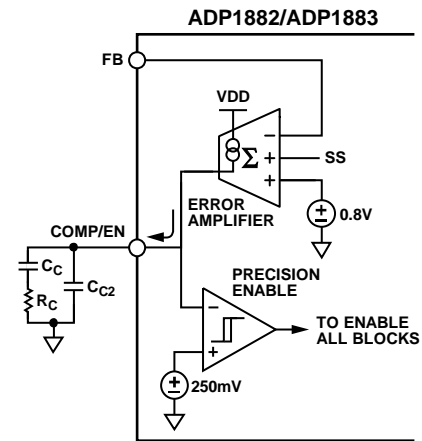 ADP1882/ADP1883
FB
VDD
−
Σ
+
SS
+
ERROR
AMPLIFIER
0.8V
COMP/EN
CC
CC2
RC
PRECISION
ENABLE
−
+
TO ENABLE
ALL BLOCKS
250mV